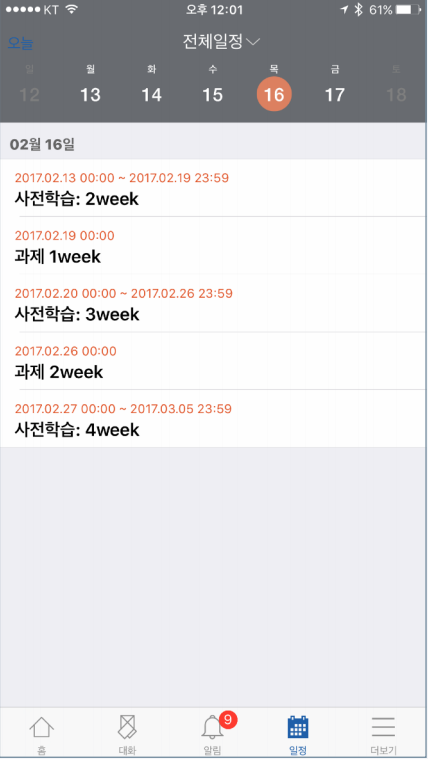 KT 오후 12:01 61%
오늘 전체일정
일 월 화 수 목 금 토
12 13 14 15 16 17 18
02월 16일
2017.02.13 00:00 ~ 2017.02.19 23:59
사전학습: 2week
2017.02.19 00:00
과제 1week
2017.02.20 00:00 ~ 2017.02.26 23:59
사전학습: 3week
2017.02.26 00:00
과제 2week
2017.02.27 00:00 ~ 2017.03.05 23:59
사전학습: 4week
9
홈 대화 알림 일정 더보기